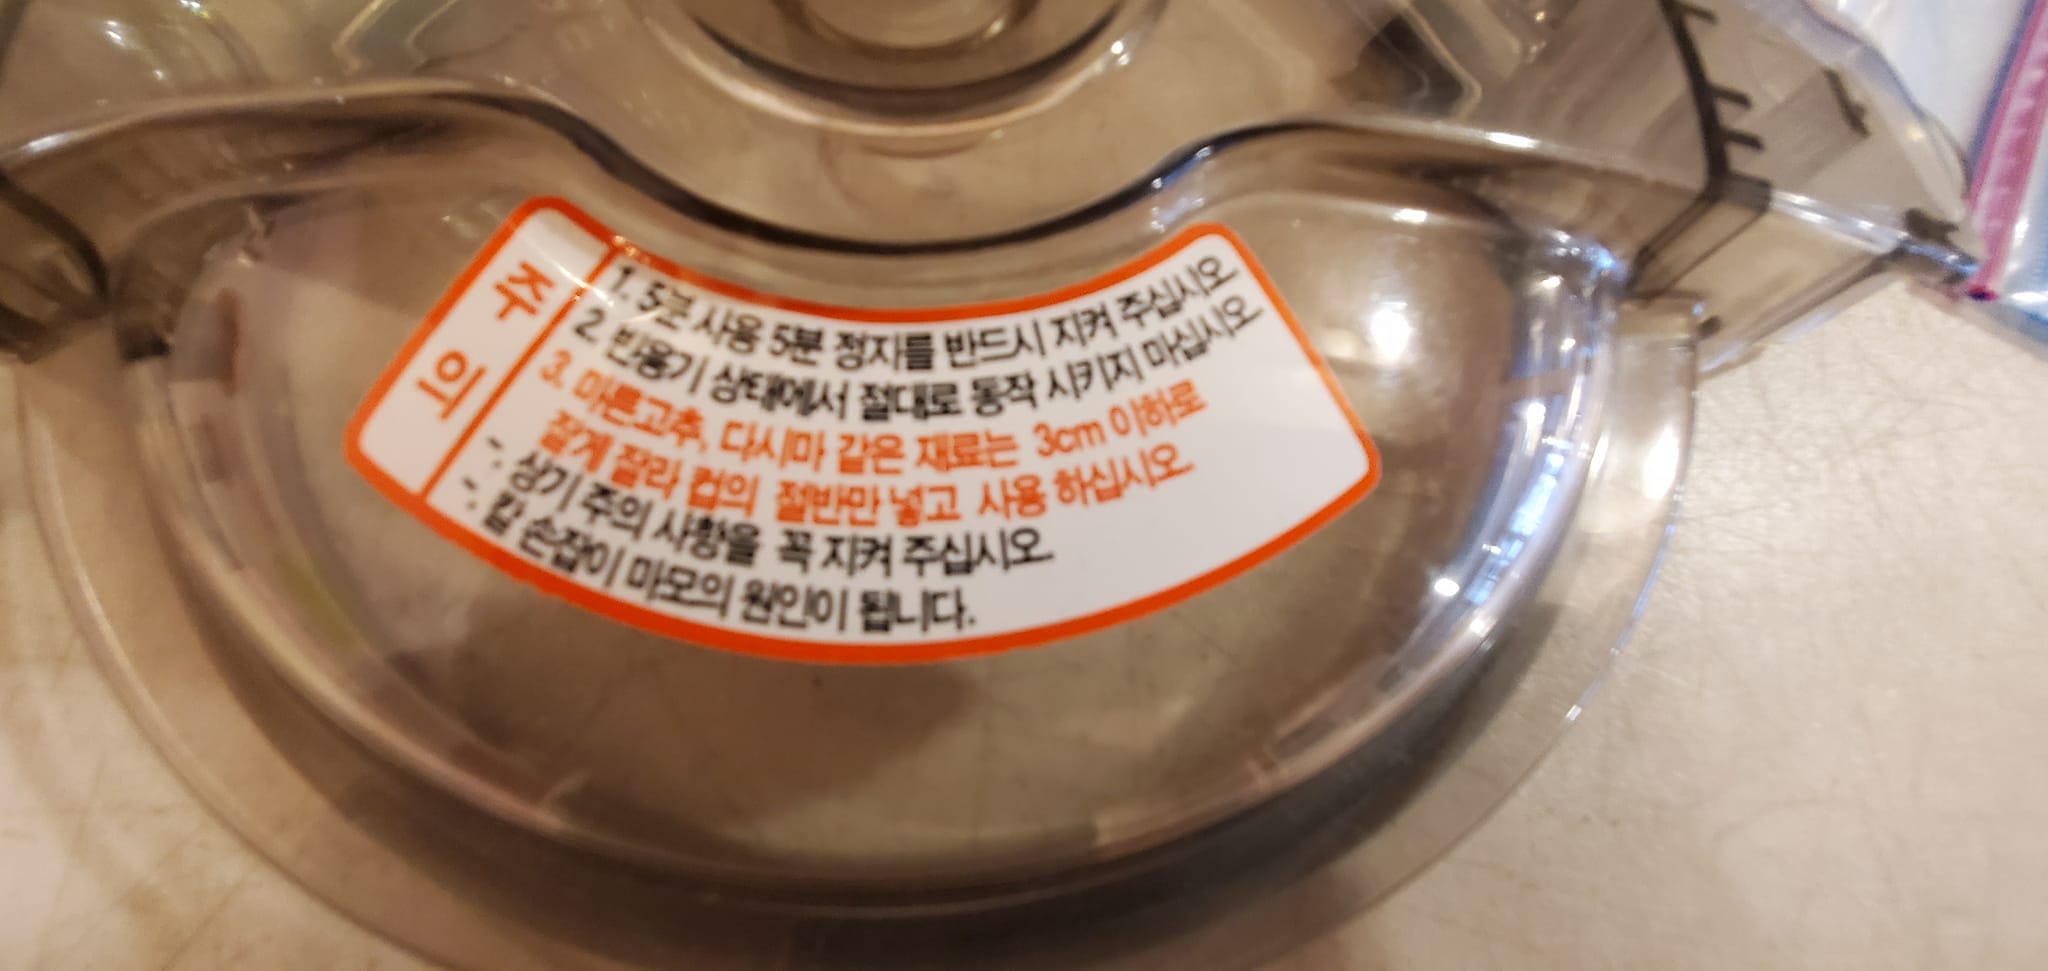 주의
1. 5분 사용 5분 정지를 반드시 지켜 주십시오
2. 빈용기 상태에서 절대로 동작 시키지 마십시오
3. 마른고추, 다시마 같은 재료는 3cm 이하로
잘게 잘라 컵의 절반만 넣고 사용 하십시오
-. 상기 주의 사항을 꼭 지켜 주십시오
-. 칼 손잡이 마모의 원인이 됩니다.